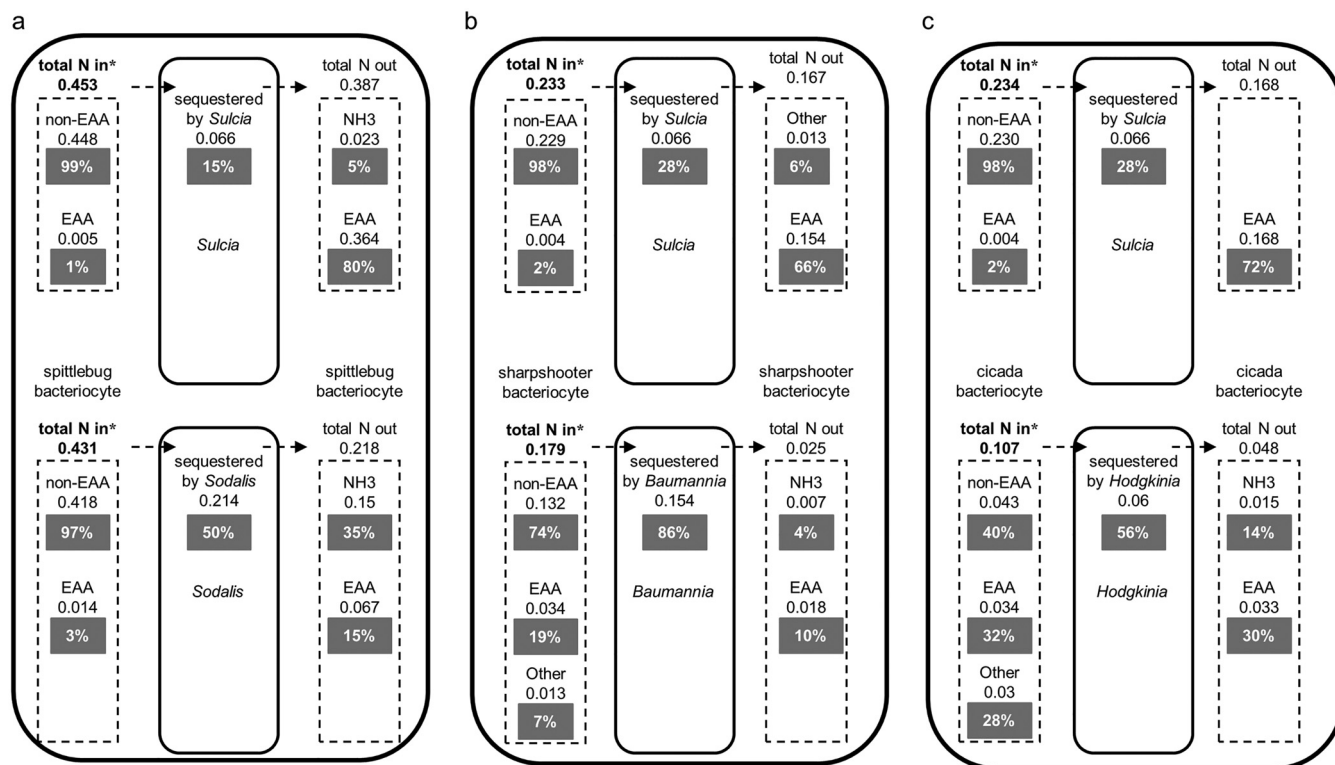 a
total N in*
0.453
non-EAA
0.448
99%
EAA
0.005
1%
sequestered
by Sulcia
0.066
15%
Sulcia
total N out
0.387
NH3
0.023
5%
EAA
0.364
80%
spittlebug
bacteriocyte
spittlebug
bacteriocyte
total N in*
0.431
non-EAA
0.418
97%
EAA
0.014
3%
sequestered
by Sodalis
0.214
50%
Sodalis
total N out
0.218
NH3
0.15
35%
EAA
0.067
15%
b
total N in*
0.233
non-EAA
0.229
98%
EAA
0.004
2%
sequestered
by Sulcia
0.066
28%
Sulcia
total N out
0.167
Other
0.013
6%
EAA
0.154
66%
sharpshooter
bacteriocyte
sharpshooter
bacteriocyte
total N in*
0.179
non-EAA
0.132
74%
EAA
0.034
19%
Other
0.013
7%
sequestered
by Baumannia
0.154
86%
Baumannia
total N out
0.025
NH3
0.007
4%
EAA
0.018
10%
c
total N in*
0.234
non-EAA
0.230
98%
EAA
0.004
2%
sequestered
by Sulcia
0.066
28%
Sulcia
total N out
0.168
EAA
0.168
72%
cicada
bacteriocyte
cicada
bacteriocyte
total N in*
0.107
non-EAA
0.043
40%
EAA
0.034
32%
Other
0.03
28%
sequestered
by Hodgkinia
0.06
56%
Hodgkinia
total N out
0.048
NH3
0.015
14%
EAA
0.033
30%